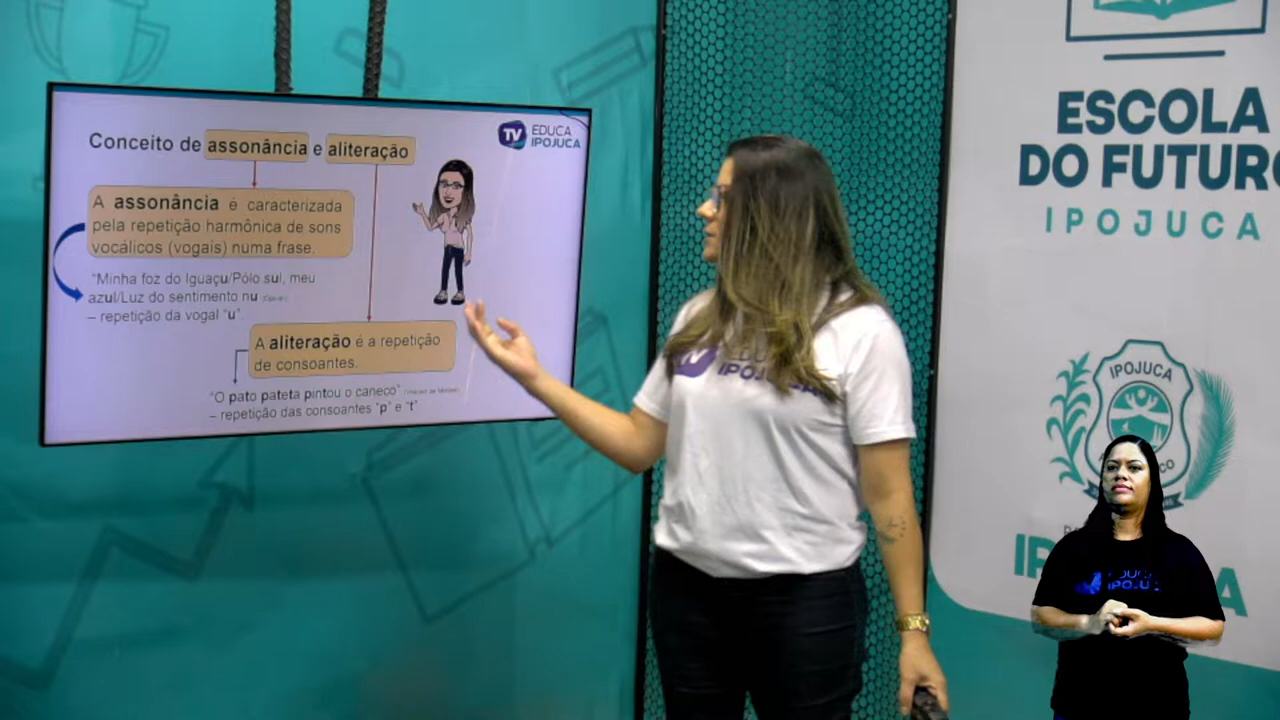 Conceito de assonância e aliteração
TV EDUCA
IPOJUCA
A assonância é caracterizada
pela repetição harmônica de sons
vocálicos (vogais) numa frase.
“Minha foz do Iguaçu/Pólo sul, meu
azul/Luz do sentimento nu
– repetição da vogal “u”.
A aliteração é a repetição
de consoantes.
“O pato pateta pintou o caneco”
– repetição das consoantes “p” e “t”
ESCOLA
DO FUTURO
IPOJUCA
IPOJUCA
EDUCA
IPOJUCA